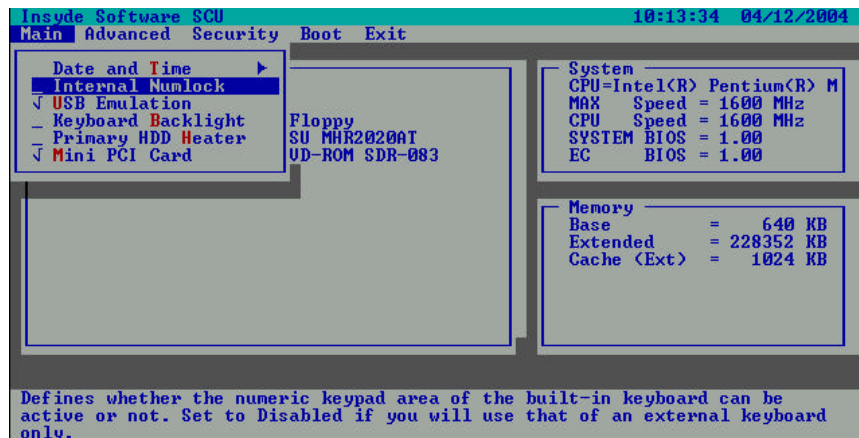 Insyde Software SCU 10:13:34 04/12/2004
Main Advanced Security Boot Exit
Date and Time
_ Internal Numlock
√ USB Emulation
_ Keyboard Backlight
_ Primary HDD Heater
√ Mini PCI Card
Floppy
SU MHR2020AT
VD-ROM SDR-083
System
CPU=Intel(R) Pentium(R) M
MAX Speed = 1600 MHz
CPU Speed = 1600 MHz
SYSTEM BIOS = 1.00
EC BIOS = 1.00
Memory
Base = 640 KB
Extended = 228352 KB
Cache (Ext) = 1024 KB
Defines whether the numeric keypad area of the built-in keyboard can be
active or not. Set to Disabled if you will use that of an external keyboard
only.